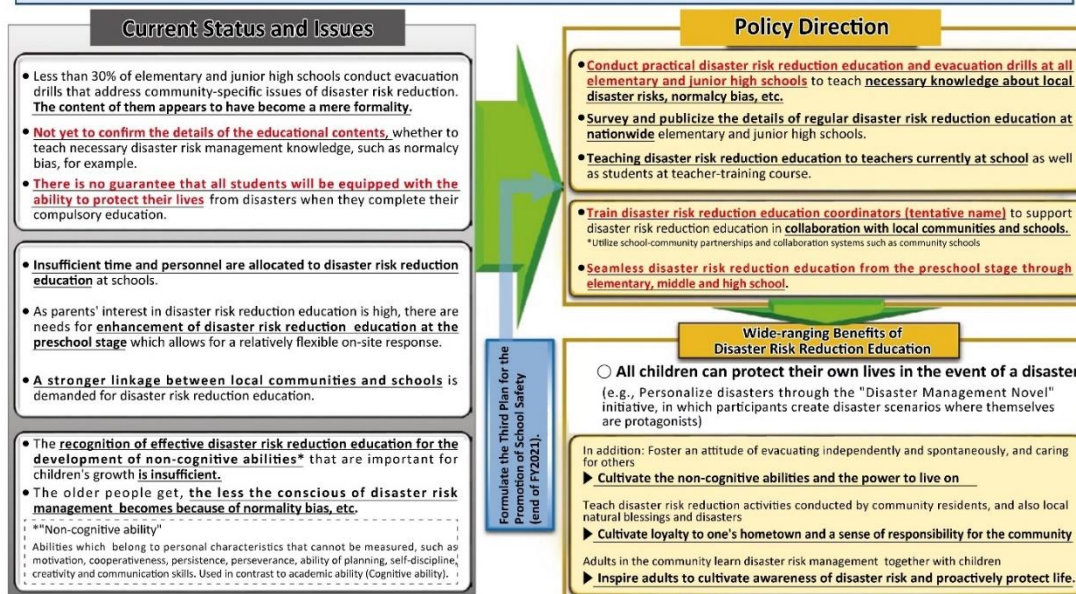 Current Status and Issues
• Less than 30% of elementary and junior high schools conduct evacuation
drills that address community-specific issues of disaster risk reduction.
The content of them appears to have become a mere formality.
• Not yet to confirm the details of the educational contents, whether to
teach necessary disaster risk management knowledge, such as normalcy
bias, for example.
• There is no guarantee that all students will be equipped with the
ability to protect their lives from disasters when they complete their
compulsory education.
• Insufficient time and personnel are allocated to disaster risk reduction
education at schools.
• As parents' interest in disaster risk reduction education is high, there are
needs for enhancement of disaster risk reduction education at the
preschool stage which allows for a relatively flexible on-site response.
• A stronger linkage between local communities and schools is
demanded for disaster risk reduction education.
• The recognition of effective disaster risk reduction education for the
development of non-cognitive abilities* that are important for
children's growth is insufficient.
• The older people get, the less the conscious of disaster risk
management becomes because of normality bias, etc.
*"Non-cognitive ability"
Abilities which belong to personal characteristics that cannot be measured, such as
motivation, cooperativeness, persistence, perseverance, ability of planning, self-discipline,
creativity and communication skills. Used in contrast to academic ability (Cognitive ability).
Formulate the Third Plan for the
Promotion of School Safety
(end of FY2021).
Policy Direction
• Conduct practical disaster risk reduction education and evacuation drills at all
elementary and junior high schools to teach necessary knowledge about local
disaster risks, normalcy bias, etc.
• Survey and publicize the details of regular disaster risk reduction education at
nationwide elementary and junior high schools.
• Teaching disaster risk reduction education to teachers currently at school as well
as students at teacher-training course.
• Train disaster risk reduction education coordinators (tentative name) to support
disaster risk reduction education in collaboration with local communities and schools.
*Utilize school-community partnerships and collaboration systems such as community schools
• Seamless disaster risk reduction education from the preschool stage through
elementary, middle and high school.
Wide-ranging Benefits of
Disaster Risk Reduction Education
○ All children can protect their own lives in the event of a disaster
(e.g., Personalize disasters through the "Disaster Management Novel"
initiative, in which participants create disaster scenarios where themselves
are protagonists)
In addition: Foster an attitude of evacuating independently and spontaneously, and caring
for others
▶ Cultivate the non-cognitive abilities and the power to live on
Teach disaster risk reduction activities conducted by community residents, and also local
natural blessings and disasters
▶ Cultivate loyalty to one's hometown and a sense of responsibility for the community
Adults in the community learn disaster risk management together with children
▶ Inspire adults to cultivate awareness of disaster risk and proactively protect life.